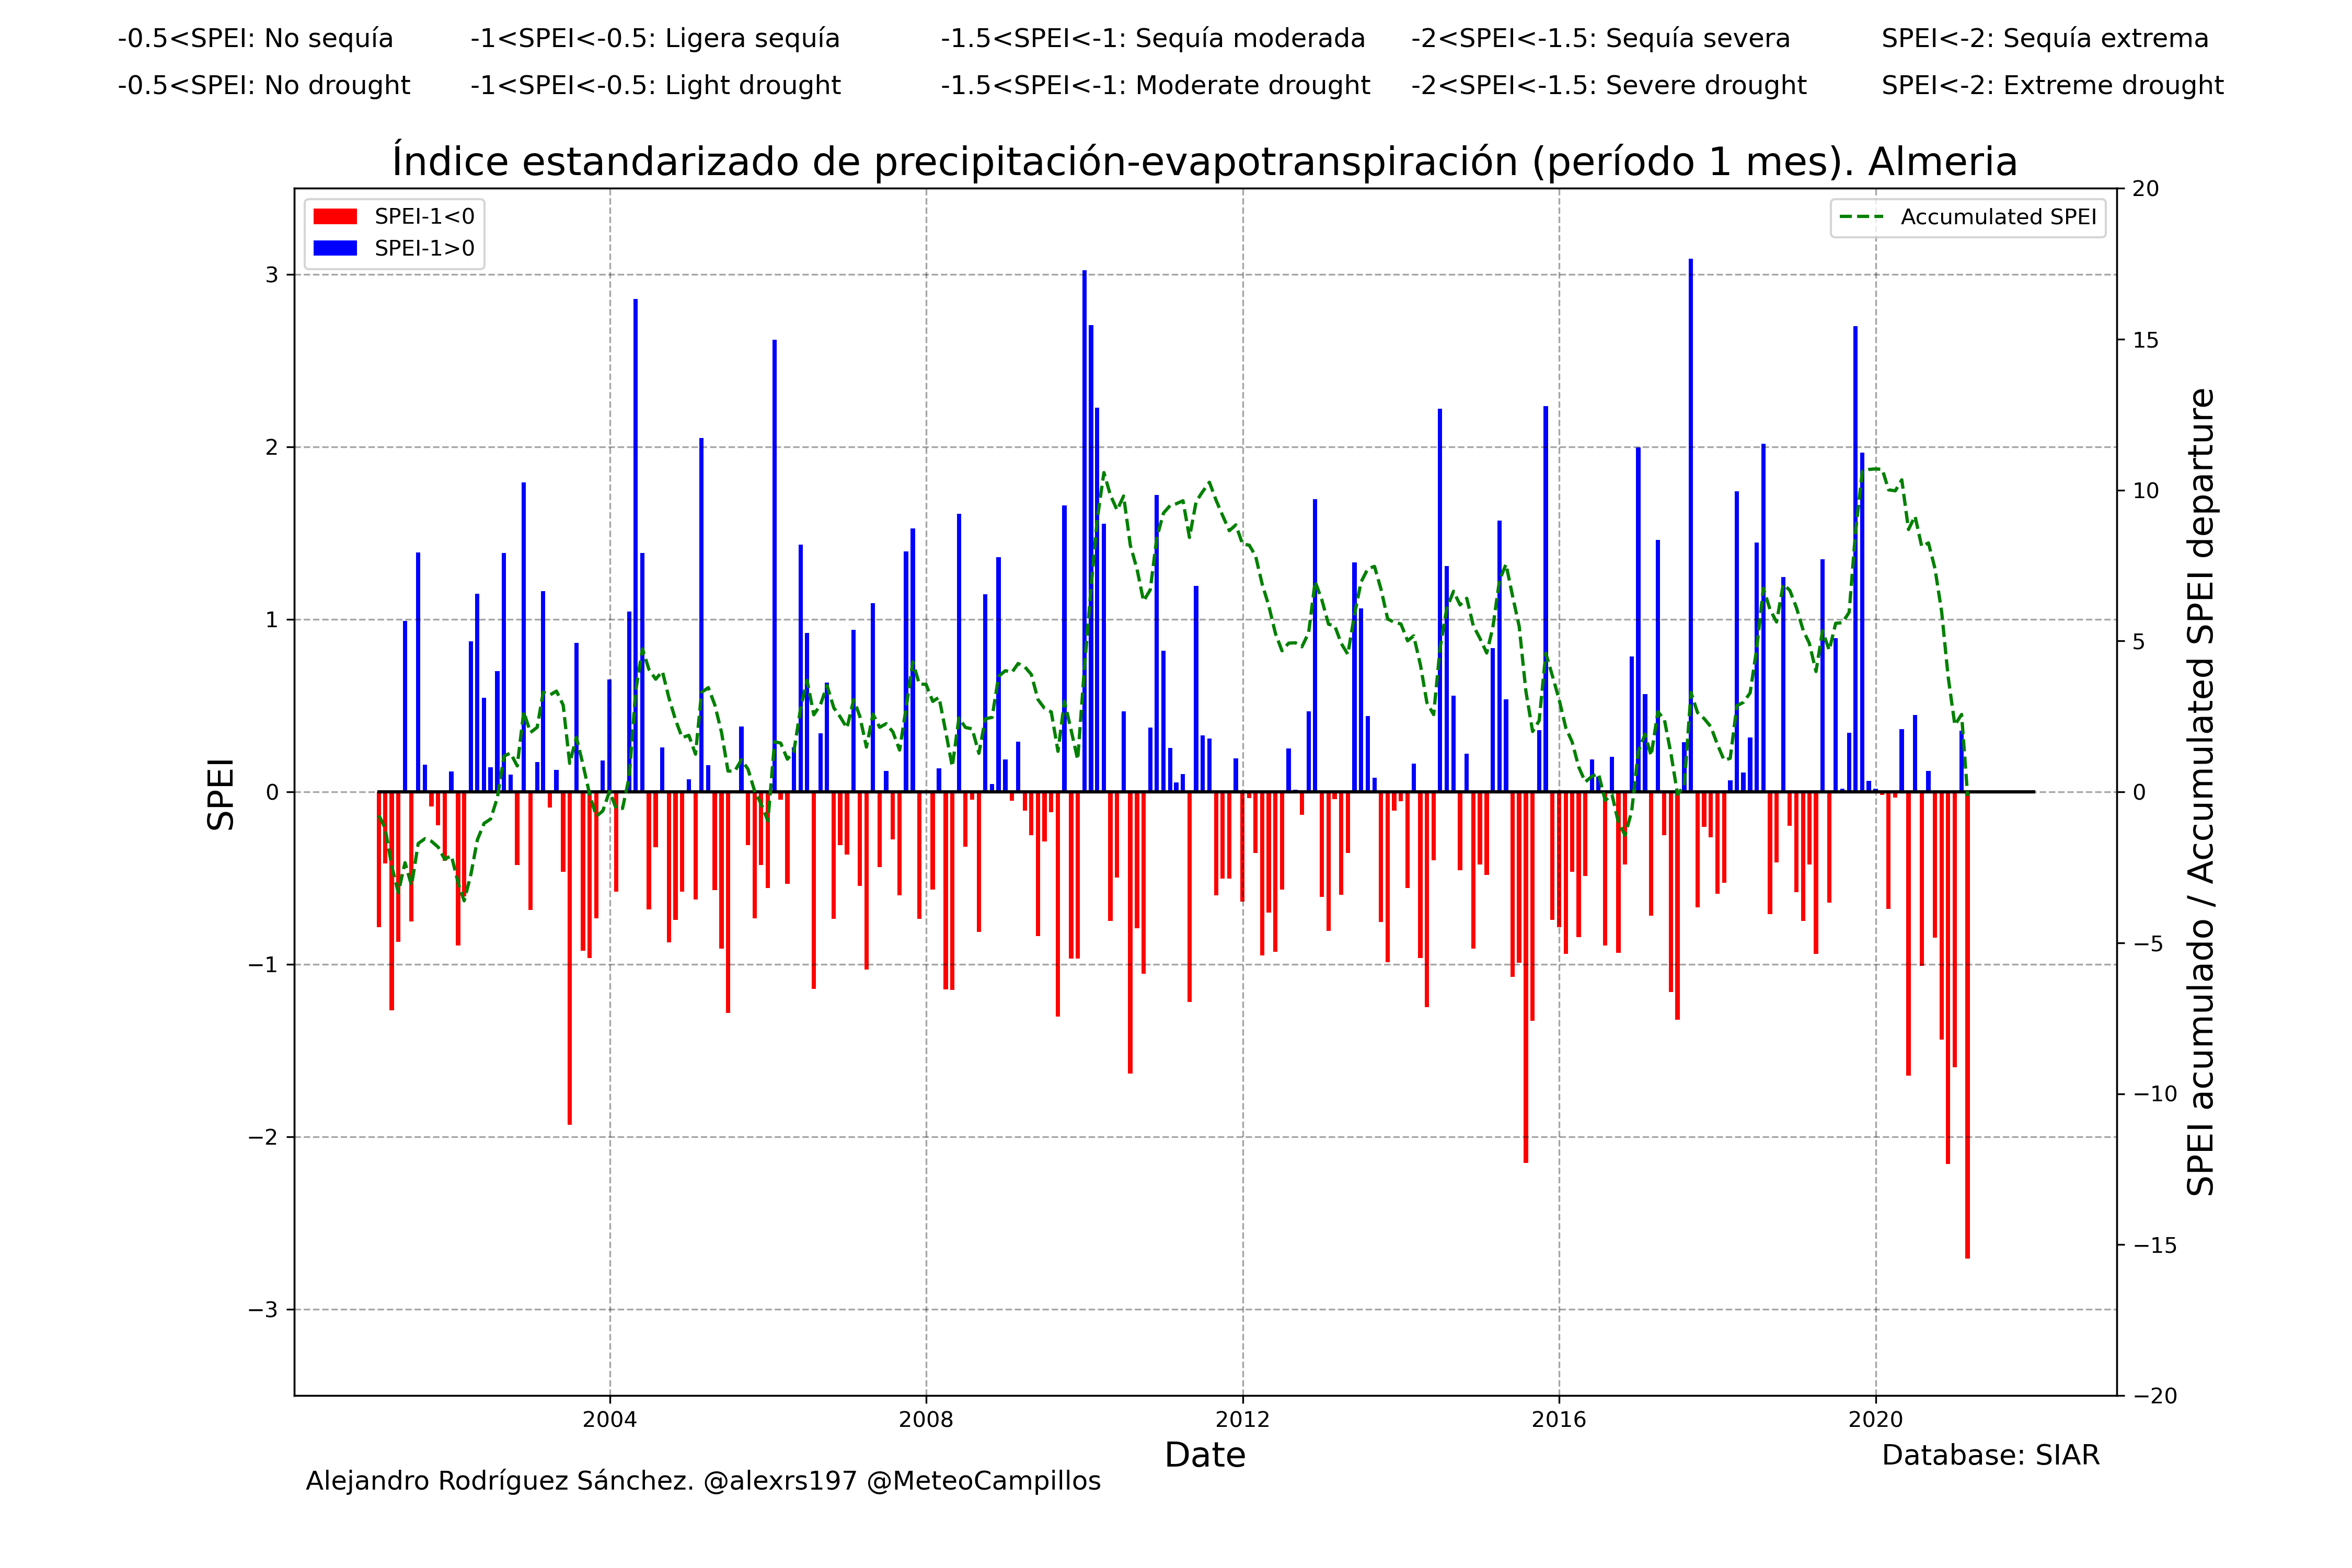 -0.5<SPEI: No sequía -1<SPEI<-0.5: Ligera sequía -1.5<SPEI<-1: Sequía moderada -2<SPEI<-1.5: Sequía severa SPEI<-2: Sequía extrema
-0.5<SPEI: No drought -1<SPEI<-0.5: Light drought -1.5<SPEI<-1: Moderate drought -2<SPEI<-1.5: Severe drought SPEI<-2: Extreme drought
Índice estandarizado de precipitación-evapotranspiración (período 1 mes). Almeria
SPEI-1<0
SPEI-1>0
Accumulated SPEI
SPEI
3
2
1
0
−1
−2
−3
20
15
10
5
0
−5
−10
−15
−20
SPEI acumulado / Accumulated SPEI departure
2004 2008 2012 2016 2020
Date
Database: SIAR
Alejandro Rodríguez Sánchez. @alexrs197 @MeteoCampillos